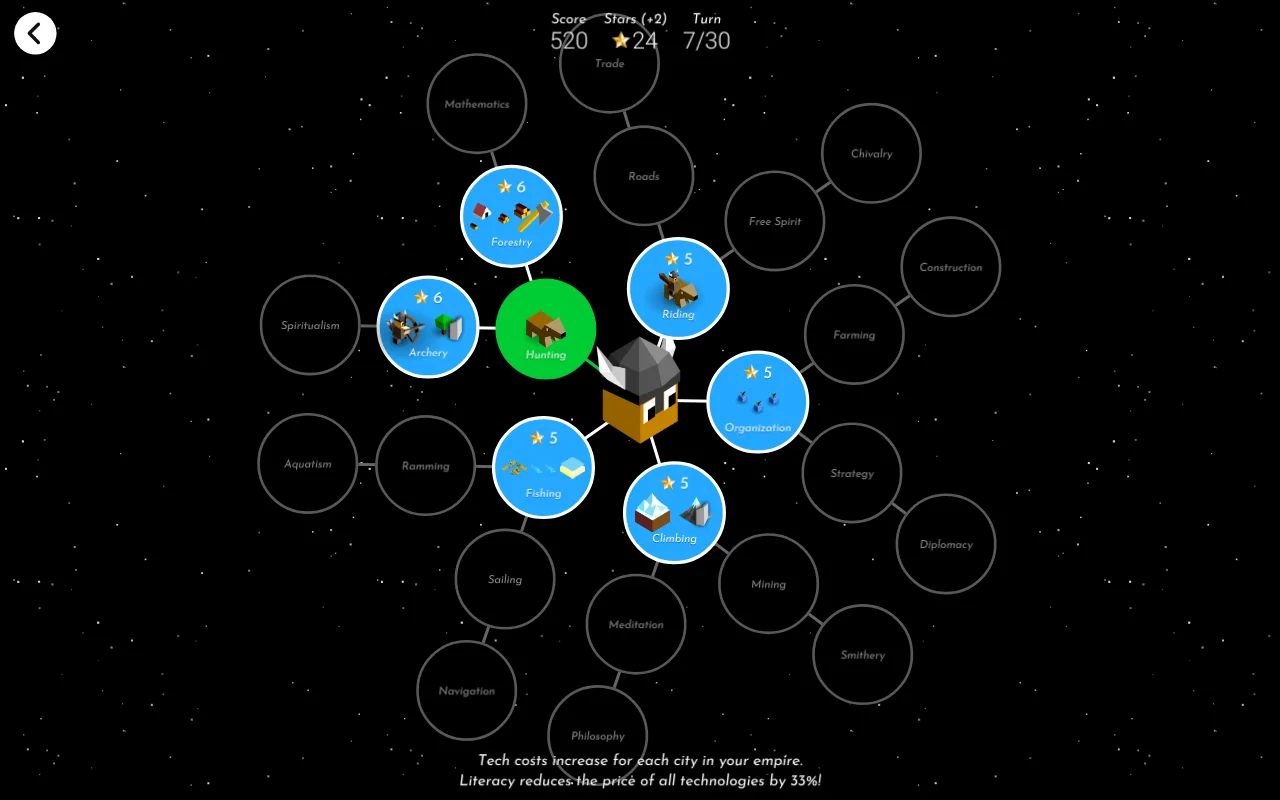 Score Stars (+2) Turn
520 24 7/30
Trade
Mathematics
Chivalry
Roads
6
Forestry
Free Spirit
5
Riding
Construction
6
Archery
Spiritualism
Hunting
Farming
5
Organization
5
Fishing
Aquatism
Ramming
5
Climbing
Strategy
Diplomacy
Sailing
Mining
Meditation
Smithery
Navigation
Philosophy
Tech costs increase for each city in your empire.
Literacy reduces the price of all technologies by 33%!